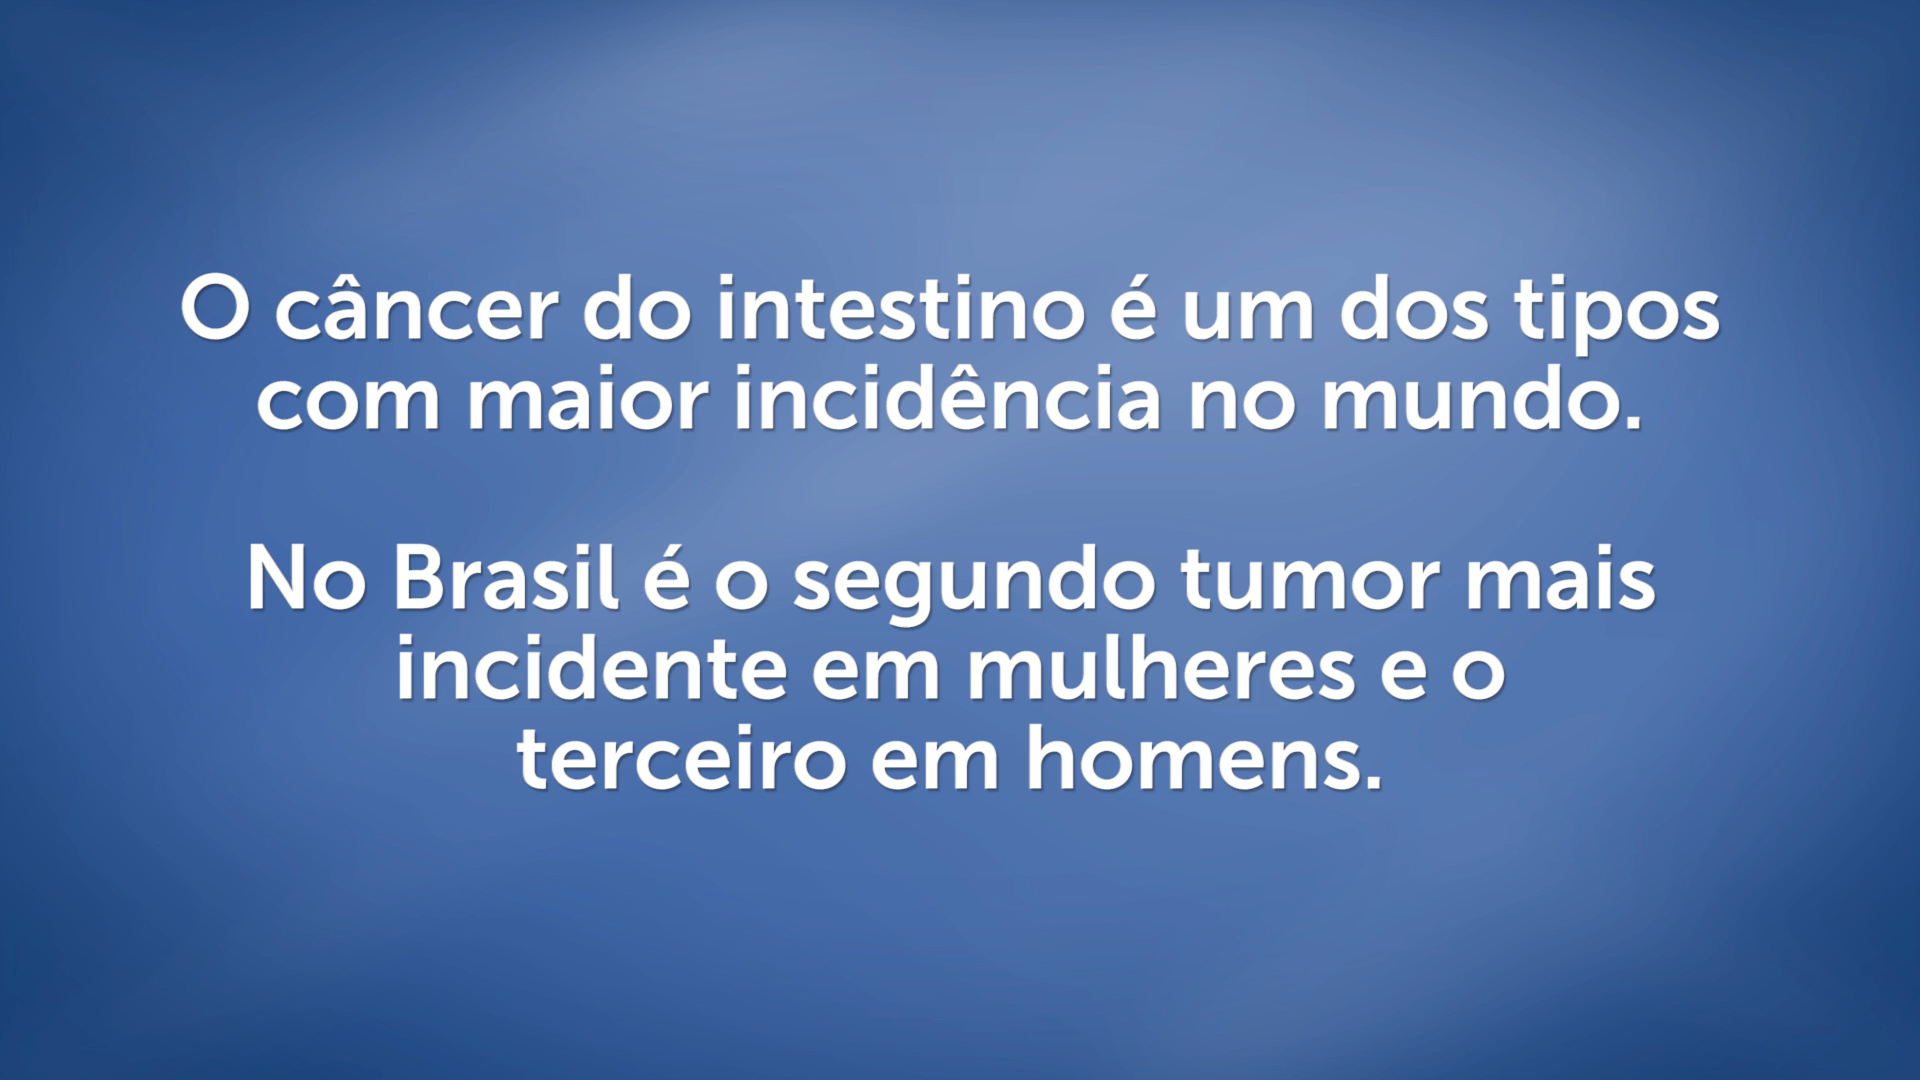 O câncer do intestino é um dos tipos
com maior incidência no mundo.
No Brasil é o segundo tumor mais
incidente em mulheres e o
terceiro em homens.